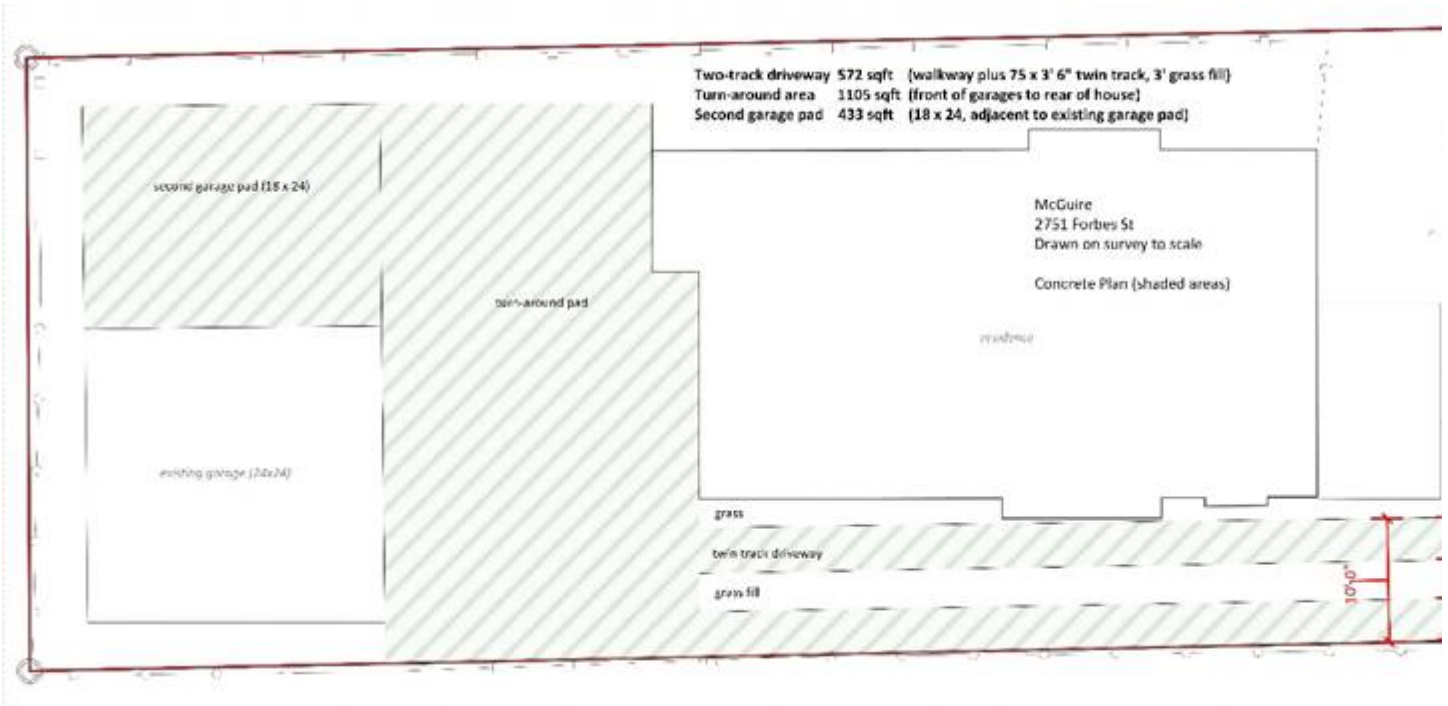 Two-track driveway 572 sqft (walkway plus 75 x 3' 6" twin track, 3' grass fill)
Turn-around area 1105 sqft (front of garages to rear of house)
Second garage pad 433 sqft (18 x 24, adjacent to existing garage pad)
second garage pad (18 x 24)
McGuire
2751 Forbes St
Drawn on survey to scale
Concrete Plan (shaded areas)
turn-around pad
residence
existing garage (24x24)
grass
twin track driveway
grass fill
10'-0"